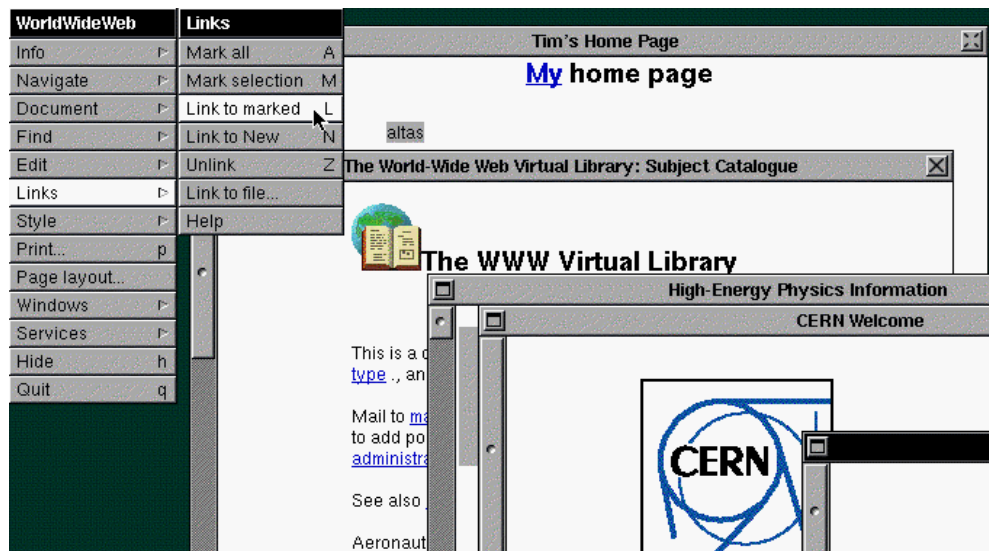 WorldWideWeb
Info
Navigate
Document
Find
Edit
Links
Style
Print... p
Page layout...
Windows
Services
Hide h
Quit q
Links
Mark all A
Mark selection M
Link to marked L
Link to New N
Unlink Z
Link to file...
Help
Tim's Home Page
My home page
altas
The World-Wide Web Virtual Library: Subject Catalogue
The WWW Virtual Library
This is a
type ., an
Mail to
to add po
administra
See also
Aeronaut
High-Energy Physics Information
CERN Welcome
CERN